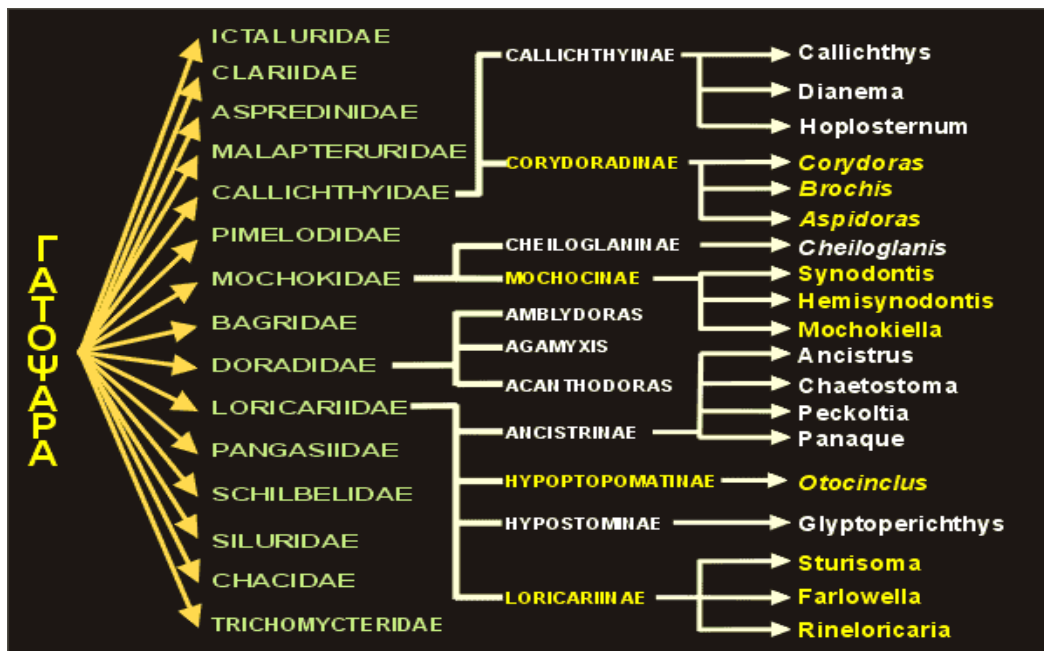 ΓΑΤΟΨΑΡΑ
ICTALURIDAE
CLARIIDAE
ASPREDINIDAE
MALAPTERURIDAE
CALLICHTHYIDAE
PIMELODIDAE
MOCHOKIDAE
BAGRIDAE
DORADIDAE
LORICARIIDAE
PANGASIIDAE
SCHILBELIDAE
SILURIDAE
CHACIDAE
TRICHOMYCTERIDAE
CALLICHTHYINAE
CORYDORADINAE
CHEILOGLANINAE
MOCHOCINAE
AMBLYDORAS
AGAMYXIS
ACANTHODORAS
ANCISTRINAE
HYPOPTOPOMATINAE
HYPOSTOMINAE
LORICARIINAE
Callichthys
Dianema
Hoplosternum
Corydoras
Brochis
Aspidoras
Cheiloglanis
Synodontis
Hemisynodontis
Mochokiella
Ancistrus
Chaetostoma
Peckoltia
Panaque
Otocinclus
Glyptoperichthys
Sturisoma
Farlowella
Rineloricaria